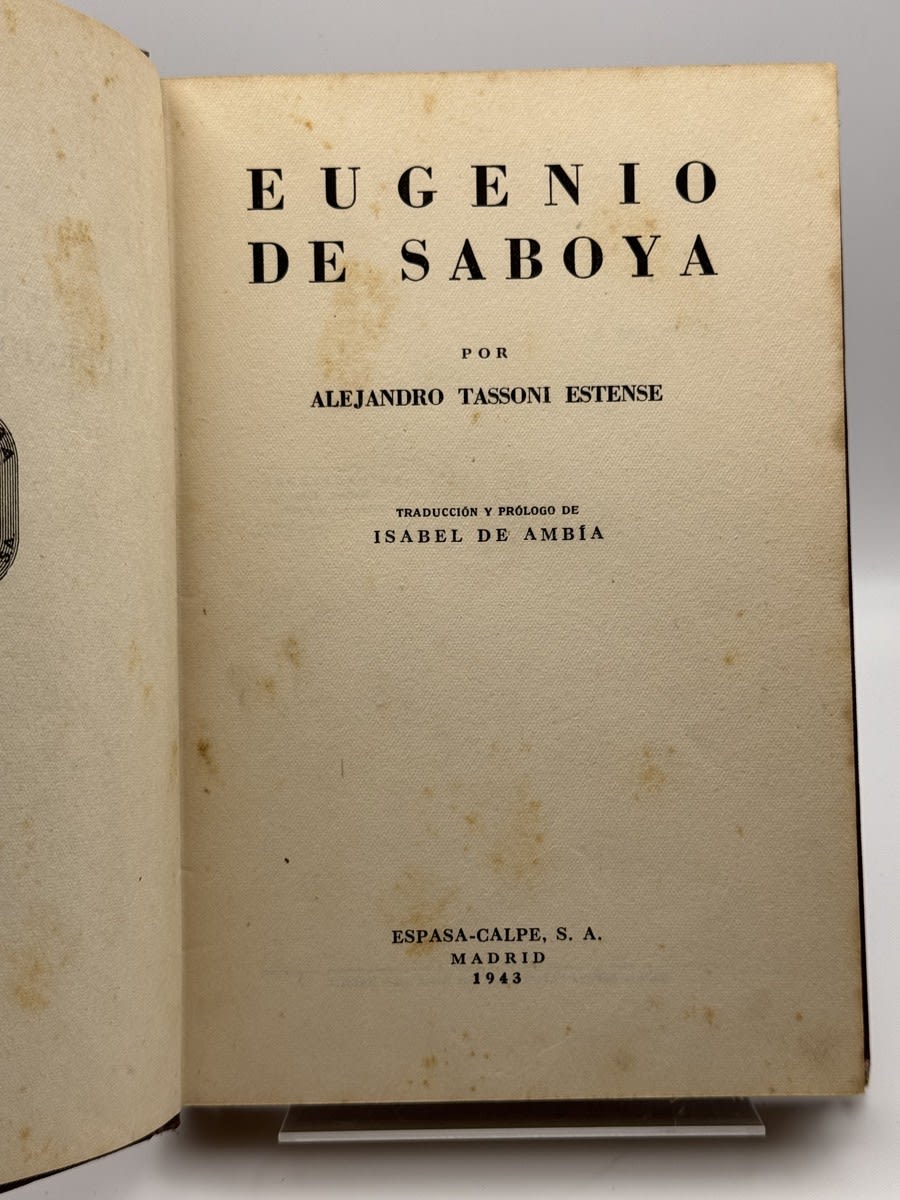 EUGENIO
DE SABOYA
POR
ALEJANDRO TASSONI ESTENSE
TRADUCCIÓN Y PRÓLOGO DE
ISABEL DE AMBÍA
ESPASA-CALPE, S. A.
MADRID
1943